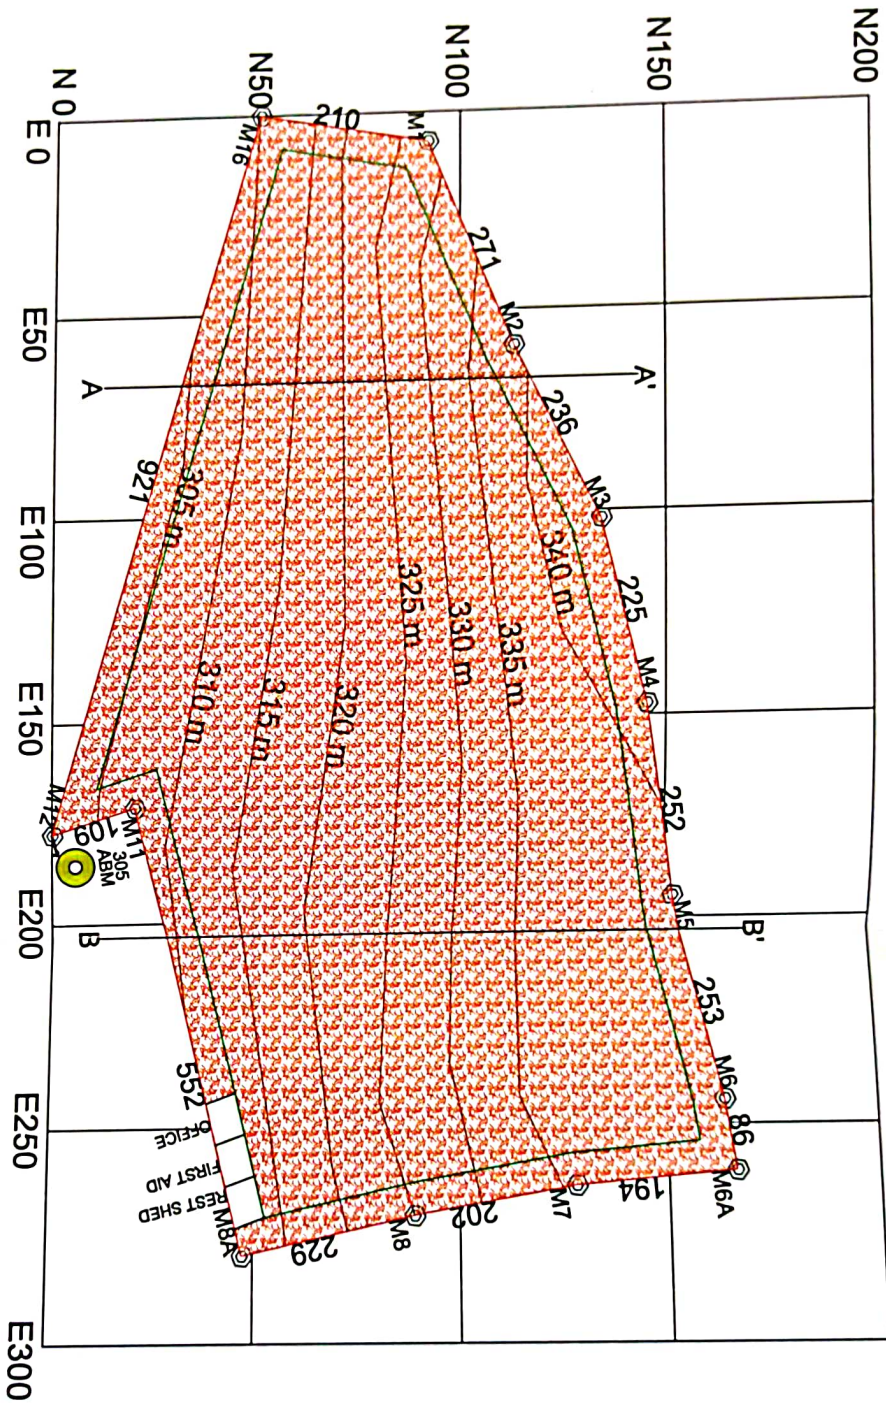 N200
N150
N100
N50
N 0
E 0
E50
E100
E150
E200
E250
E300
M16
210
M1
271
M2
A
A'
236
M3
921
305 m
340 m
225
325 m
330 m
335 m
M4
310 m
315 m
320 m
252
M12
109
M11
305
ABM
M5
B
B'
253
M6
86
M6A
552
OFFICE
FIRST AID
REST SHED
M8A
229
M8
202
M7
194